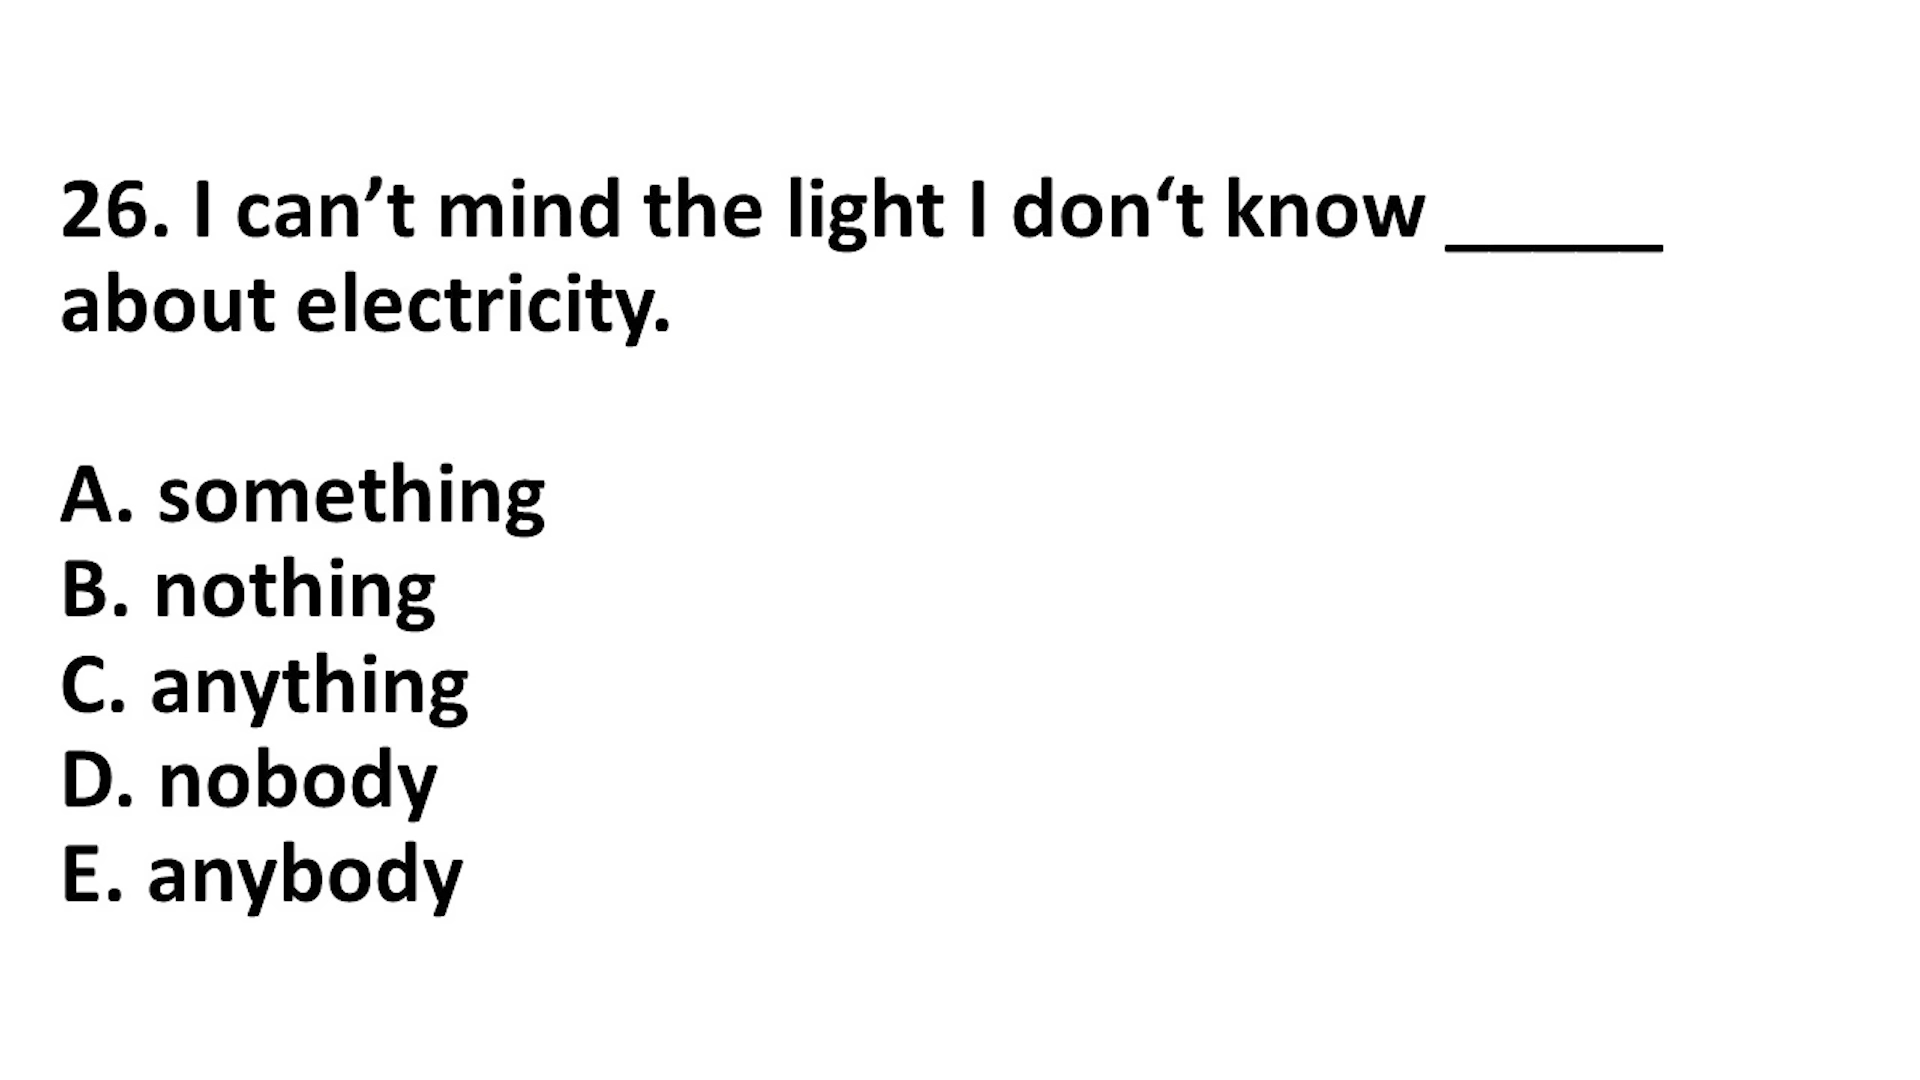 26. I can’t mind the light I don‘t know _____
about electricity.
A. something
B. nothing
C. anything
D. nobody
E. anybody